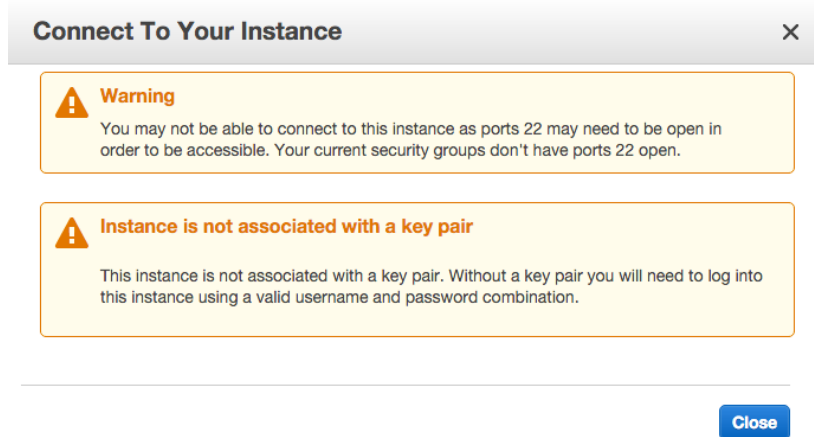 Connect To Your Instance
Warning
You may not be able to connect to this instance as ports 22 may need to be open in
order to be accessible. Your current security groups don't have ports 22 open.
Instance is not associated with a key pair
This instance is not associated with a key pair. Without a key pair you will need to log into
this instance using a valid username and password combination.
Close